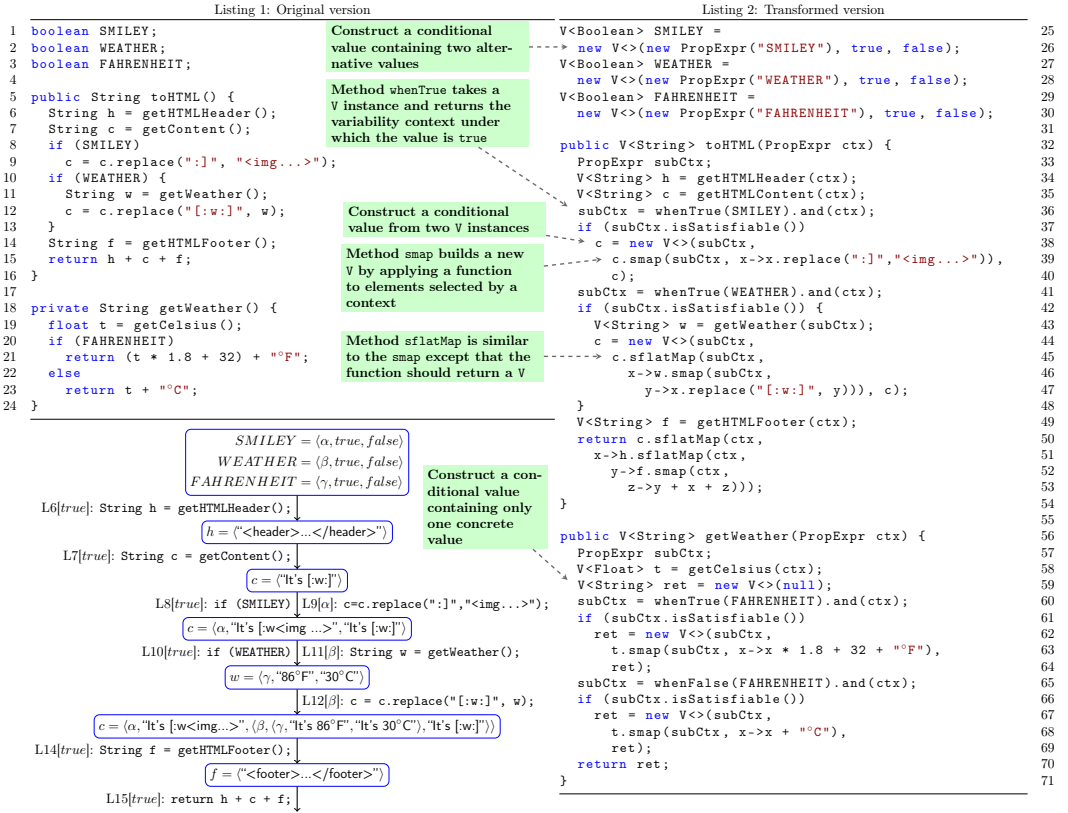 Listing 1: Original version
1 boolean SMILEY;
2 boolean WEATHER;
3 boolean FAHRENHEIT;
4
5 public String toHTML() {
6 String h = getHTMLHeader();
7 String c = getContent();
8 if (SMILEY)
9 c = c.replace(":]", "<img...>");
10 if (WEATHER) {
11 String w = getWeather();
12 c = c.replace("[:w:]", w);
13 }
14 String f = getHTMLFooter();
15 return h + c + f;
16 }
17
18 private String getWeather() {
19 float t = getCelsius();
20 if (FAHRENHEIT)
21 return (t * 1.8 + 32) + "°F";
22 else
23 return t + "°C";
24 }
Construct a conditional
value containing two alter-
native values
Method whenTrue takes a
V instance and returns the
variability context under
which the value is true
Construct a conditional
value from two V instances
Method smap builds a new
V by applying a function
to elements selected by a
context
Method sflatMap is similar
to the smap except that the
function should return a V
Construct a con-
ditional value
containing only
one concrete
value
SMILEY = ⟨α, true, false⟩
WEATHER = ⟨β, true, false⟩
FAHRENHEIT = ⟨γ, true, false⟩
L6[true]: String h = getHTMLHeader();
h = ⟨“<header>...</header>”⟩
L7[true]: String c = getContent();
c = ⟨“It's [:w:]”⟩
L8[true]: if (SMILEY) L9[α]: c=c.replace(":]","<img...>");
c = ⟨α,“It's [:w<img ...>”,“It's [:w:]”⟩
L10[true]: if (WEATHER) L11[β]: String w = getWeather();
w = ⟨γ,“86°F”,“30°C”⟩
L12[β]: c = c.replace("[:w:]", w);
c = ⟨α,“It's [:w<img...>”, ⟨β, ⟨γ, “It's 86°F”,“It's 30°C”⟩,“It's [:w:]”⟩⟩
L14[true]: String f = getHTMLFooter();
f = ⟨“<footer>...</footer>”⟩
L15[true]: return h + c + f;
Listing 2: Transformed version
V<Boolean> SMILEY = 25
new V<>(new PropExpr("SMILEY"), true, false); 26
V<Boolean> WEATHER = 27
new V<>(new PropExpr("WEATHER"), true, false); 28
V<Boolean> FAHRENHEIT = 29
new V<>(new PropExpr("FAHRENHEIT"), true, false); 30
31
public V<String> toHTML(PropExpr ctx) { 32
PropExpr subCtx; 33
V<String> h = getHTMLHeader(ctx); 34
V<String> c = getHTMLContent(ctx); 35
subCtx = whenTrue(SMILEY).and(ctx); 36
if (subCtx.isSatisfiable()) 37
c = new V<>(subCtx, 38
c.smap(subCtx, x->x.replace(":]","<img...>")), 39
c); 40
subCtx = whenTrue(WEATHER).and(ctx); 41
if (subCtx.isSatisfiable()) { 42
V<String> w = getWeather(subCtx); 43
c = new V<>(subCtx, 44
c.sflatMap(subCtx, 45
x->w.smap(subCtx, 46
y->x.replace("[:w:]", y))), c); 47
} 48
V<String> f = getHTMLFooter(ctx); 49
return c.sflatMap(ctx, 50
x->h.sflatMap(ctx, 51
y->f.smap(ctx, 52
z->y + x + z))); 53
} 54
55
public V<String> getWeather(PropExpr ctx) { 56
PropExpr subCtx; 57
V<Float> t = getCelsius(ctx); 58
V<String> ret = new V<>(null); 59
subCtx = whenTrue(FAHRENHEIT).and(ctx); 60
if (subCtx.isSatisfiable()) 61
ret = new V<>(subCtx, 62
t.smap(subCtx, x->x * 1.8 + 32 + "°F"), 63
ret); 64
subCtx = whenFalse(FAHRENHEIT).and(ctx); 65
if (subCtx.isSatisfiable()) 66
ret = new V<>(subCtx, 67
t.smap(subCtx, x->x + "°C"), 68
ret); 69
return ret; 70
} 71